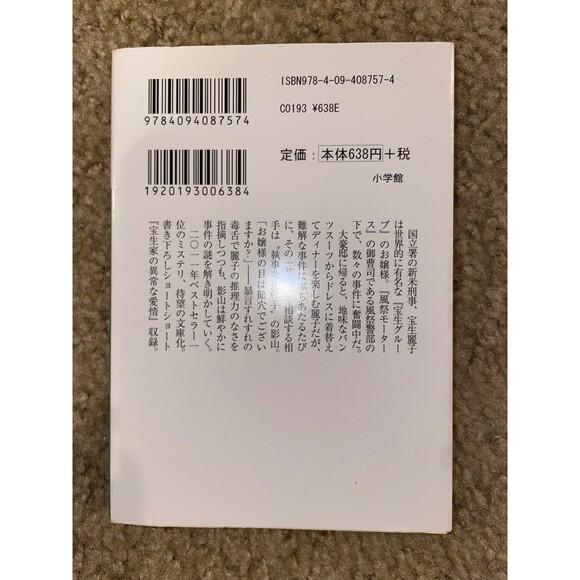 ISBN978-4-09-408757-4
C0193 ¥638E
9784094087574
定価：本体638円＋税
1920193006384
小学館
国立署の新米刑事、宝生麗子
は世界的に有名な『宝生グルー
プ』のお嬢様。『風祭モーター
ス』の御曹司である風祭警部の
下で、数々の事件に奮闘中だ。
大豪邸に帰ると、地味なパン
ツスーツからドレスに着替え
てディナーを楽しむ麗子だが、
難解な事件にぶちあたるたび
に、その 相談する相
手は〝執事 〟の影山。
「お嬢様の目は節穴でござい
ますか？」――暴言すれすれの
毒舌で麗子の推理力のなさを
指摘しつつも、影山は鮮やかに
事件の謎を解き明かしていく。
二〇一一年ベストセラー一
位のミステリ、待望の文庫化。
書き下ろしショートショート
『宝生家の異常な愛情』収録。